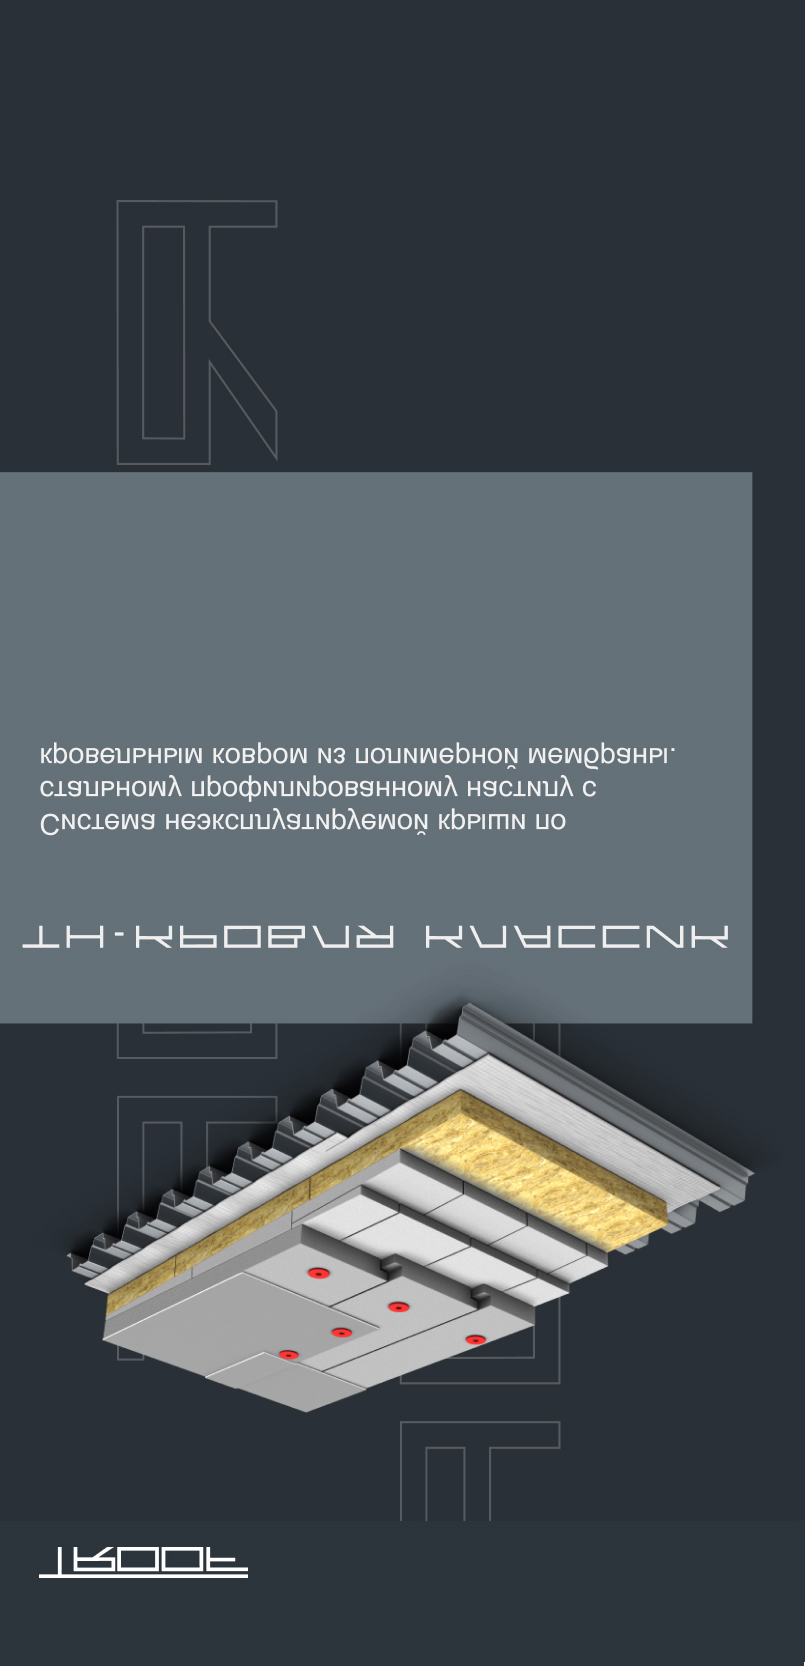 TROOF
ТН-КРОВЛЯ КЛАССИК
Система неэксплуатируемой крыши по
стальному профилированному настилу с
кровельным ковром из полимерной мембраны.